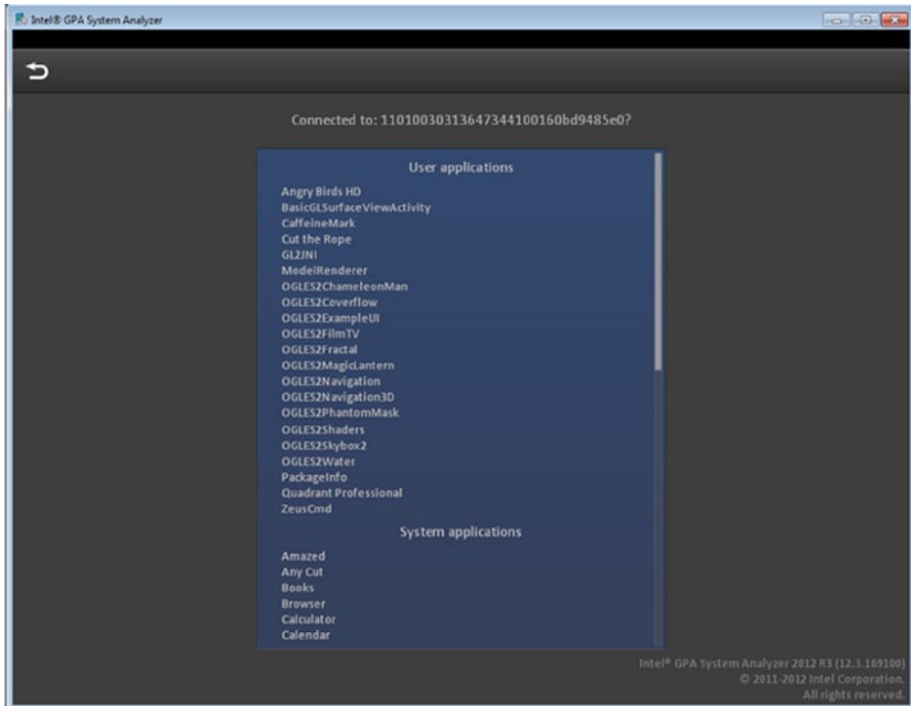 Intel® GPA System Analyzer
Connected to: 11010030313647344100160bd9485e0?
User applications
Angry Birds HD
BasicGLSurfaceViewActivity
CaffeineMark
Cut the Rope
GL2JNI
ModelRenderer
OGLES2ChameleonMan
OGLES2Coverflow
OGLES2ExampleUI
OGLES2FilmTV
OGLES2Fractal
OGLES2MagicLantern
OGLES2Navigation
OGLES2Navigation3D
OGLES2PhantomMask
OGLES2Shaders
OGLES2Skybox2
OGLES2Water
PackageInfo
Quadrant Professional
ZeusCmd
System applications
Amazed
Any Cut
Books
Browser
Calculator
Calendar
Intel® GPA System Analyzer 2012 R3 (12.3.169100)
© 2011-2012 Intel Corporation.
All rights reserved.